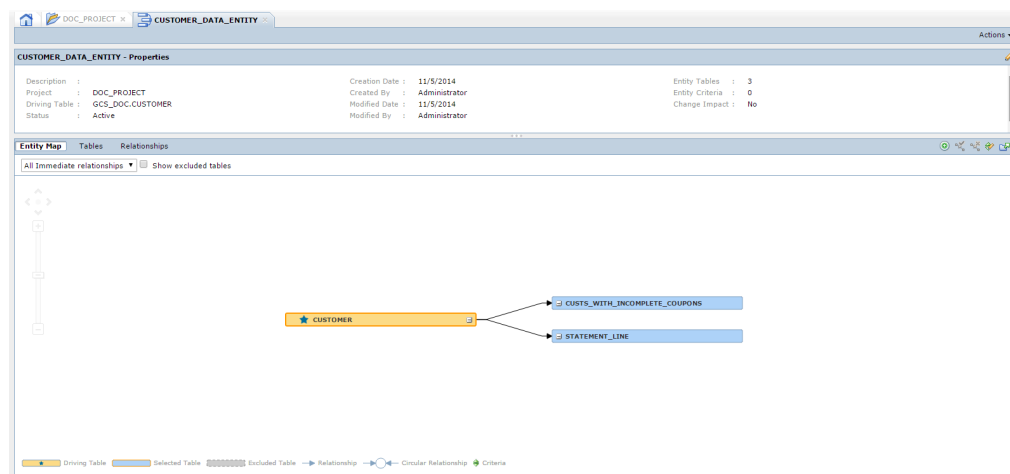 DOC_PROJECT × CUSTOMER_DATA_ENTITY ×
Actions
CUSTOMER_DATA_ENTITY - Properties
Description : Creation Date : 11/5/2014 Entity Tables : 3
Project : DOC_PROJECT Created By : Administrator Entity Criteria : 0
Driving Table : GCS_DOC.CUSTOMER Modified Date : 11/5/2014 Change Impact : No
Status : Active Modified By : Administrator
Entity Map Tables Relationships
All Immediate relationships Show excluded tables
CUSTS_WITH_INCOMPLETE_COUPONS
CUSTOMER
STATEMENT_LINE
Driving Table Selected Table Excluded Table Relationship Circular Relationship Criteria